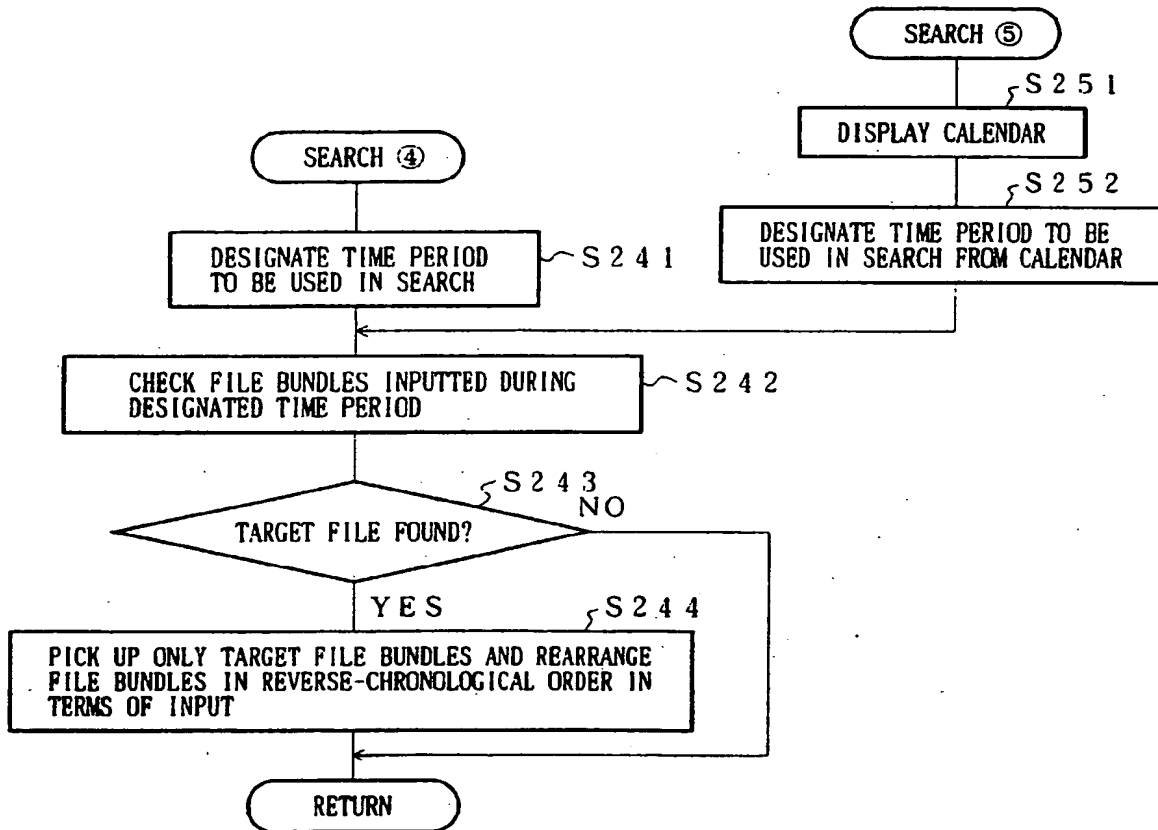 SEARCH ⑤
S251
DISPLAY CALENDAR
SEARCH ④
S252
DESIGNATE TIME PERIOD
TO BE USED IN SEARCH
S241
DESIGNATE TIME PERIOD TO BE
USED IN SEARCH FROM CALENDAR
CHECK FILE BUNDLES INPUTTED DURING
DESIGNATED TIME PERIOD
S242
S243
NO
TARGET FILE FOUND?
YES
S244
PICK UP ONLY TARGET FILE BUNDLES AND REARRANGE
FILE BUNDLES IN REVERSE-CHRONOLOGICAL ORDER IN
TERMS OF INPUT
RETURN